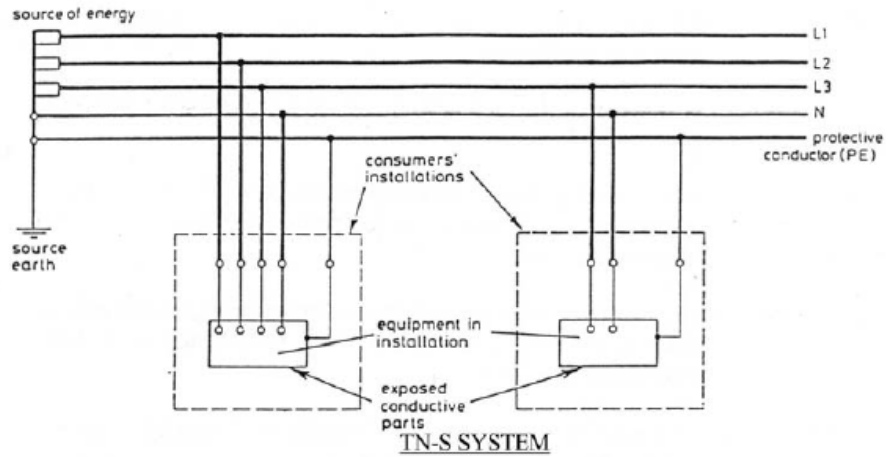 source of energy
L1
L2
L3
N
protective
conductor (PE)
consumers'
installations
source
earth
equipment in
installation
exposed
conductive
parts
TN-S SYSTEM